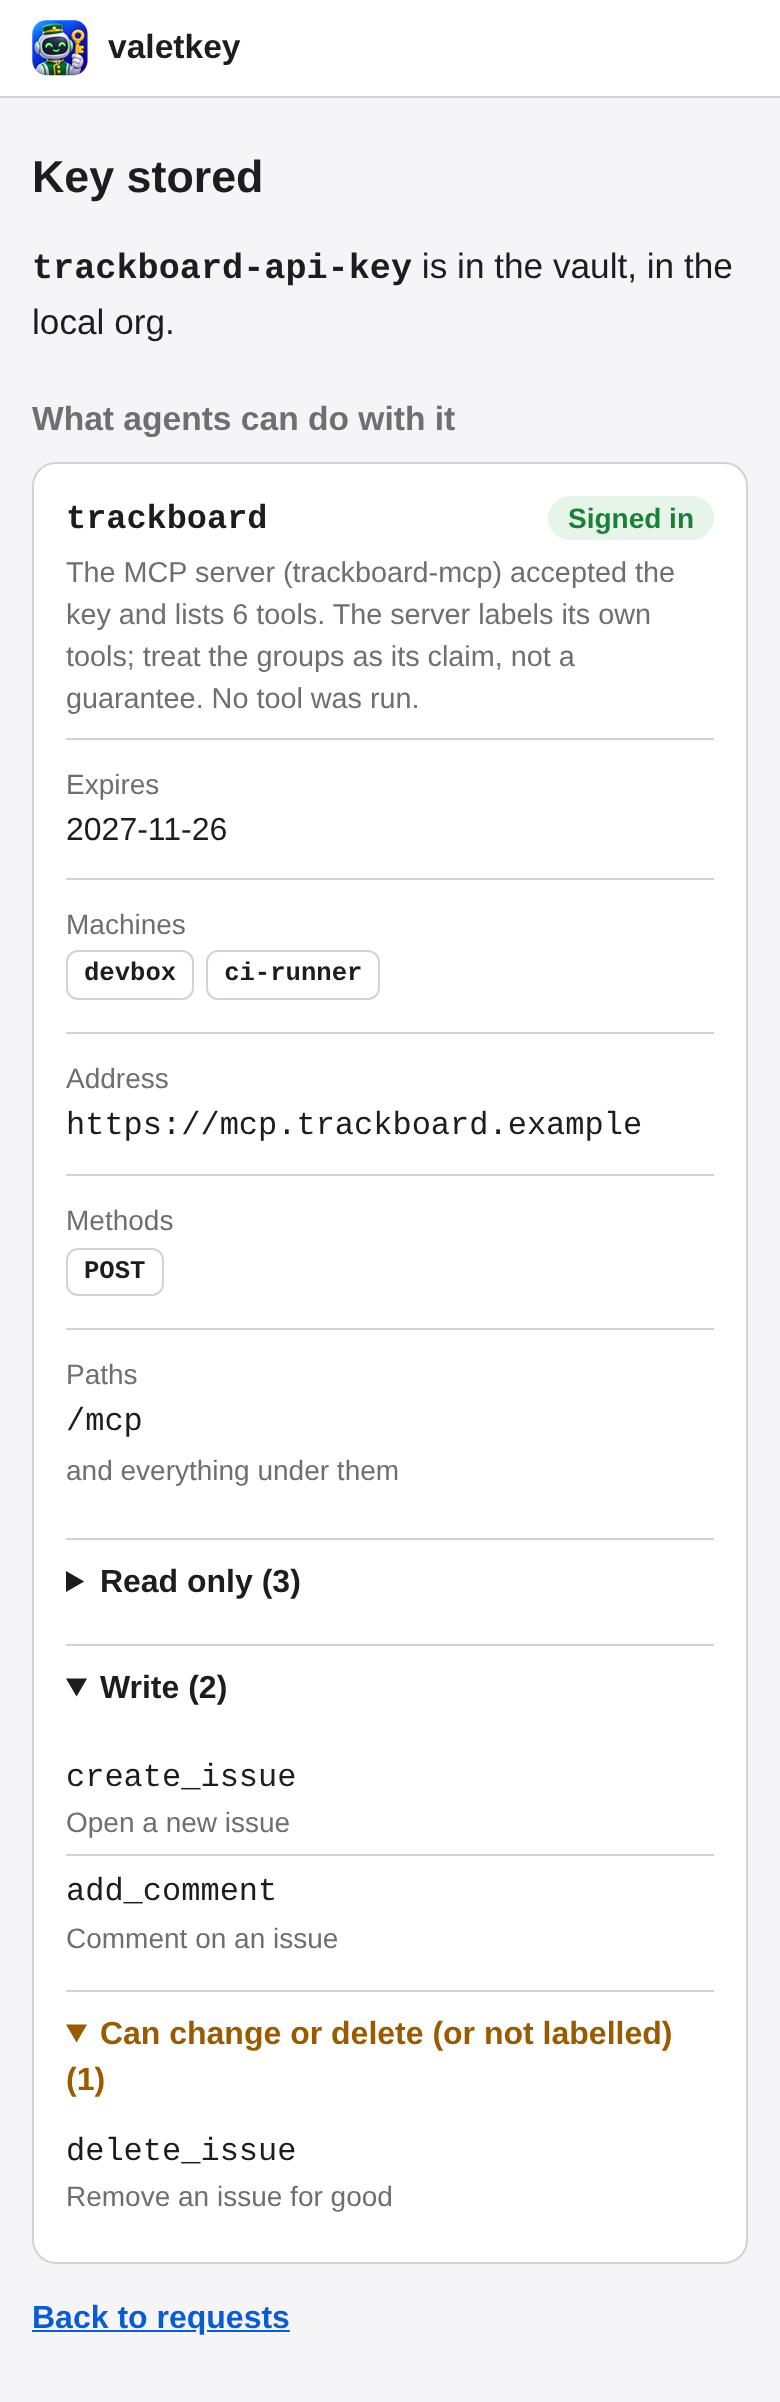 valetkey
Key stored
trackboard-api-key is in the vault, in the
local org.
What agents can do with it
trackboard
Signed in
The MCP server (trackboard-mcp) accepted the
key and lists 6 tools. The server labels its own
tools; treat the groups as its claim, not a
guarantee. No tool was run.
Expires
2027-11-26
Machines
devbox ci-runner
Address
https://mcp.trackboard.example
Methods
POST
Paths
/mcp
and everything under them
Read only (3)
Write (2)
create_issue
Open a new issue
add_comment
Comment on an issue
Can change or delete (or not labelled)
(1)
delete_issue
Remove an issue for good
Back to requests